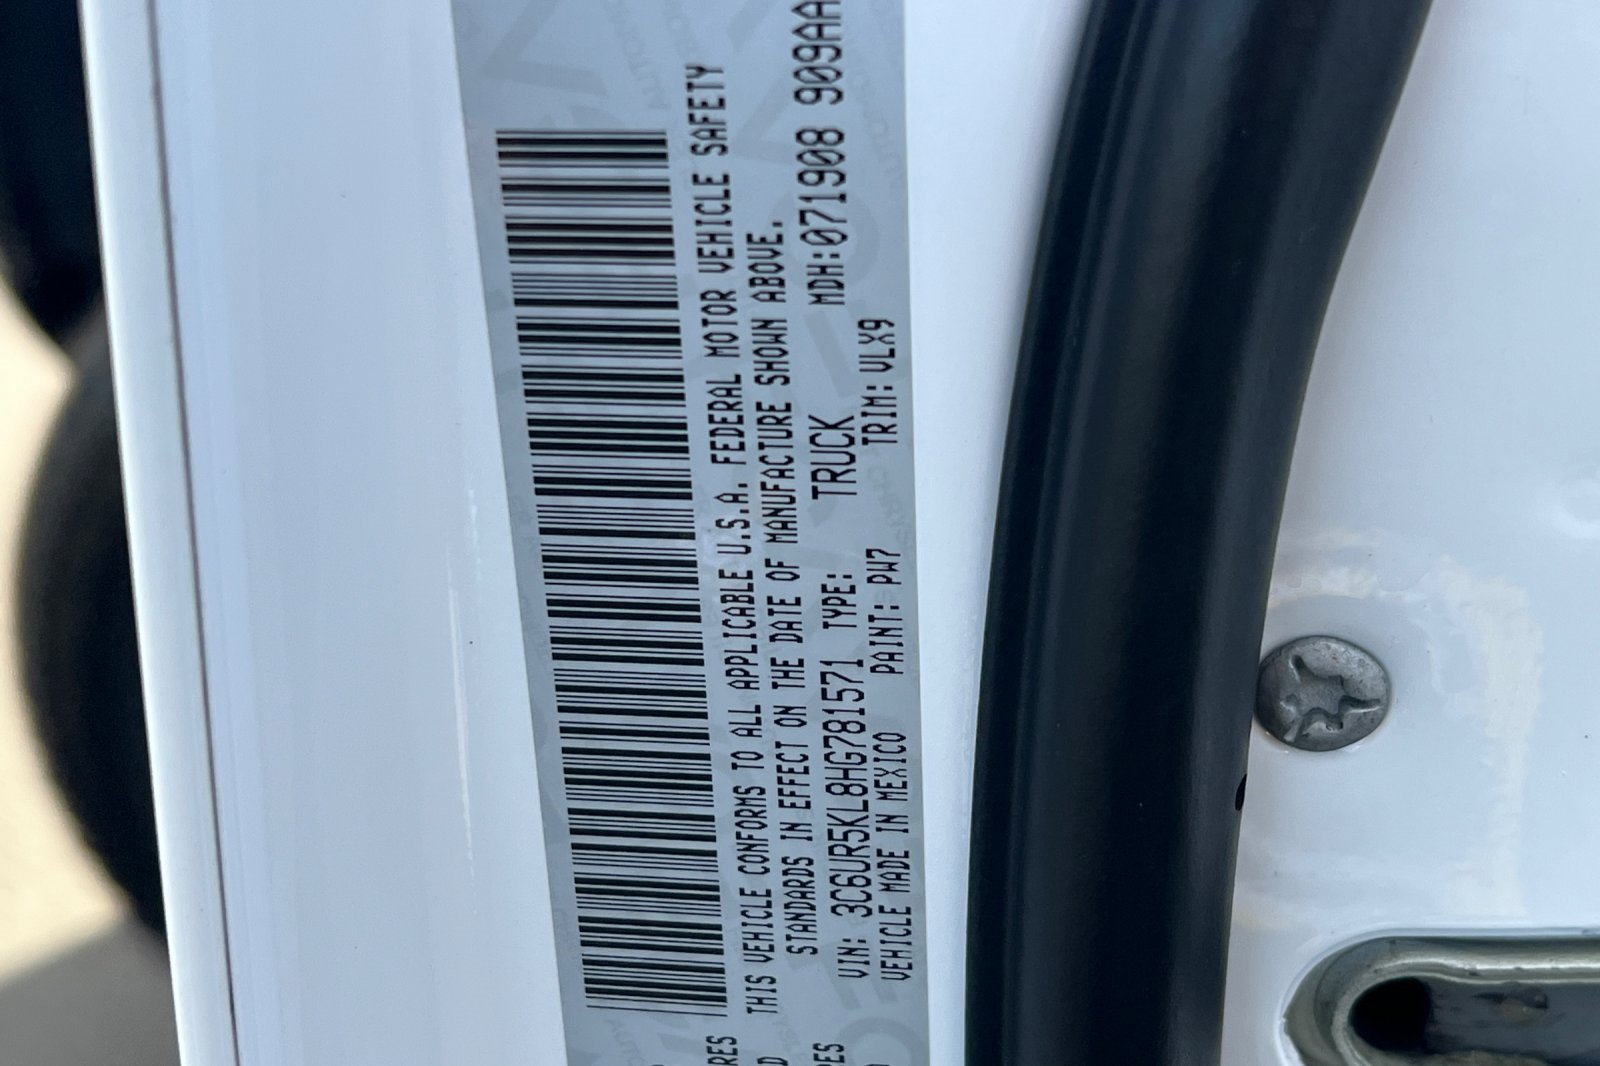 THIS VEHICLE CONFORMS TO ALL APPLICABLE U.S.A. FEDERAL MOTOR VEHICLE SAFETY
STANDARDS IN EFFECT ON THE DATE OF MANUFACTURE SHOWN ABOVE.
VIN: 3C6UR5KL8HG781571 TYPE: TRUCK MDH:071908 909AA
VEHICLE MADE IN MEXICO PAINT: PW7 TRIM: VLX9